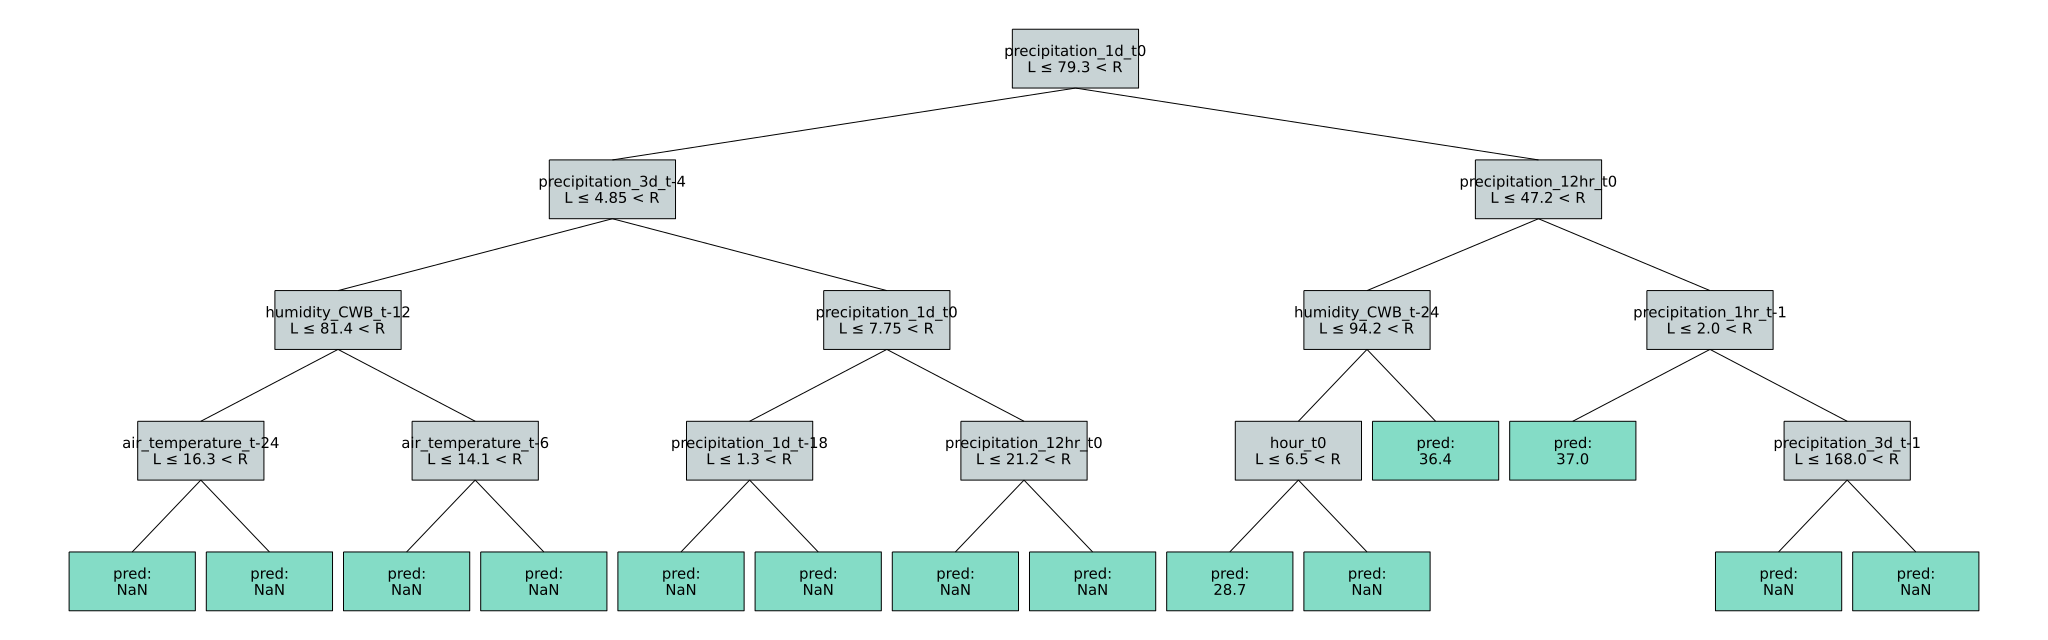 precipitation_1d_t0
L ≤ 79.3 < R
precipitation_3d_t-4
L ≤ 4.85 < R
precipitation_12hr_t0
L ≤ 47.2 < R
humidity_CWB_t-12
L ≤ 81.4 < R
precipitation_1d_t0
L ≤ 7.75 < R
humidity_CWB_t-24
L ≤ 94.2 < R
precipitation_1hr_t-1
L ≤ 2.0 < R
air_temperature_t-24
L ≤ 16.3 < R
air_temperature_t-6
L ≤ 14.1 < R
precipitation_1d_t-18
L ≤ 1.3 < R
precipitation_12hr_t0
L ≤ 21.2 < R
hour_t0
L ≤ 6.5 < R
pred:
36.4
pred:
37.0
precipitation_3d_t-1
L ≤ 168.0 < R
pred:
NaN
pred:
NaN
pred:
NaN
pred:
NaN
pred:
NaN
pred:
NaN
pred:
NaN
pred:
NaN
pred:
28.7
pred:
NaN
pred:
NaN
pred:
NaN